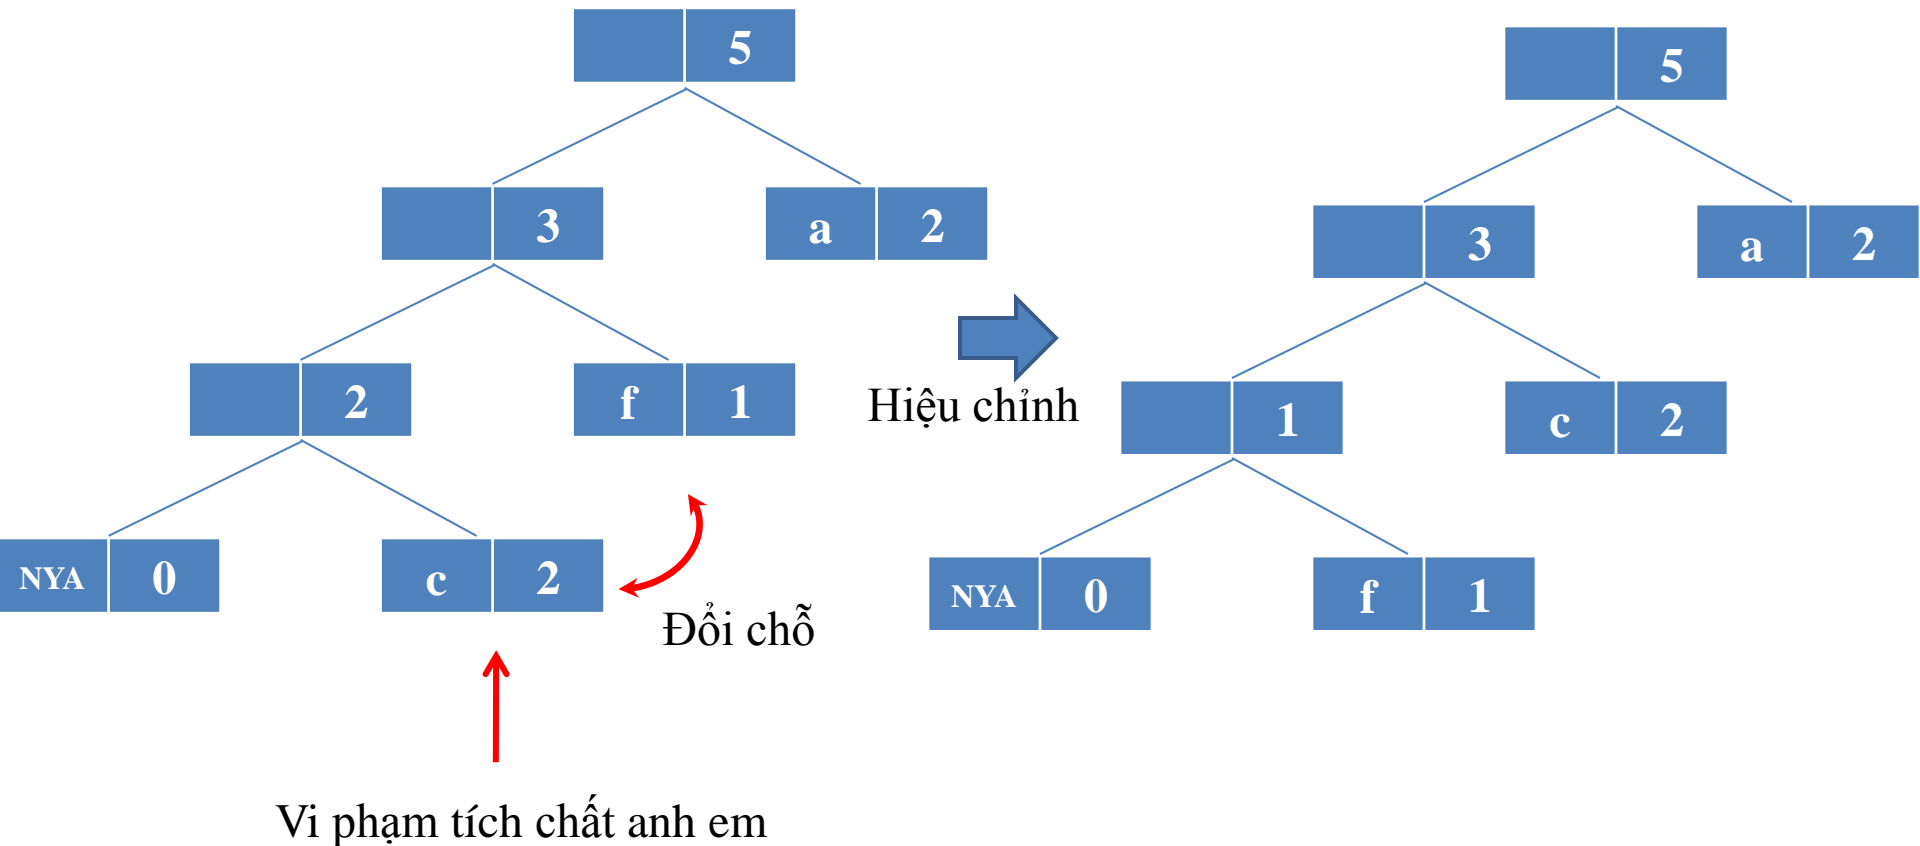 5
3
a 2
2
f 1
NYA 0
c 2
Đổi chỗ
Vi phạm tích chất anh em
Hiệu chỉnh
5
3
a 2
1
c 2
NYA 0
f 1